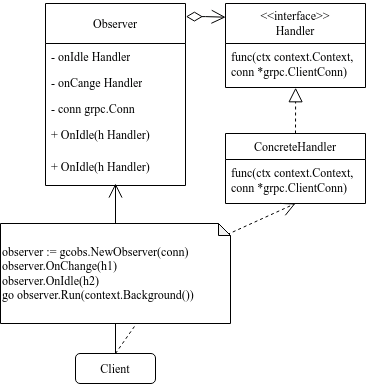 Observer
- onIdle Handler
- onCange Handler
- conn grpc.Conn
+ OnIdle(h Handler)
+ OnIdle(h Handler)
<<interface>>
Handler
func(ctx context.Context,
conn *grpc.ClientConn)
ConcreteHandler
func(ctx context.Context,
conn *grpc.ClientConn)
observer := gcobs.NewObserver(conn)
observer.OnChange(h1)
observer.OnIdle(h2)
go observer.Run(context.Background())
Client